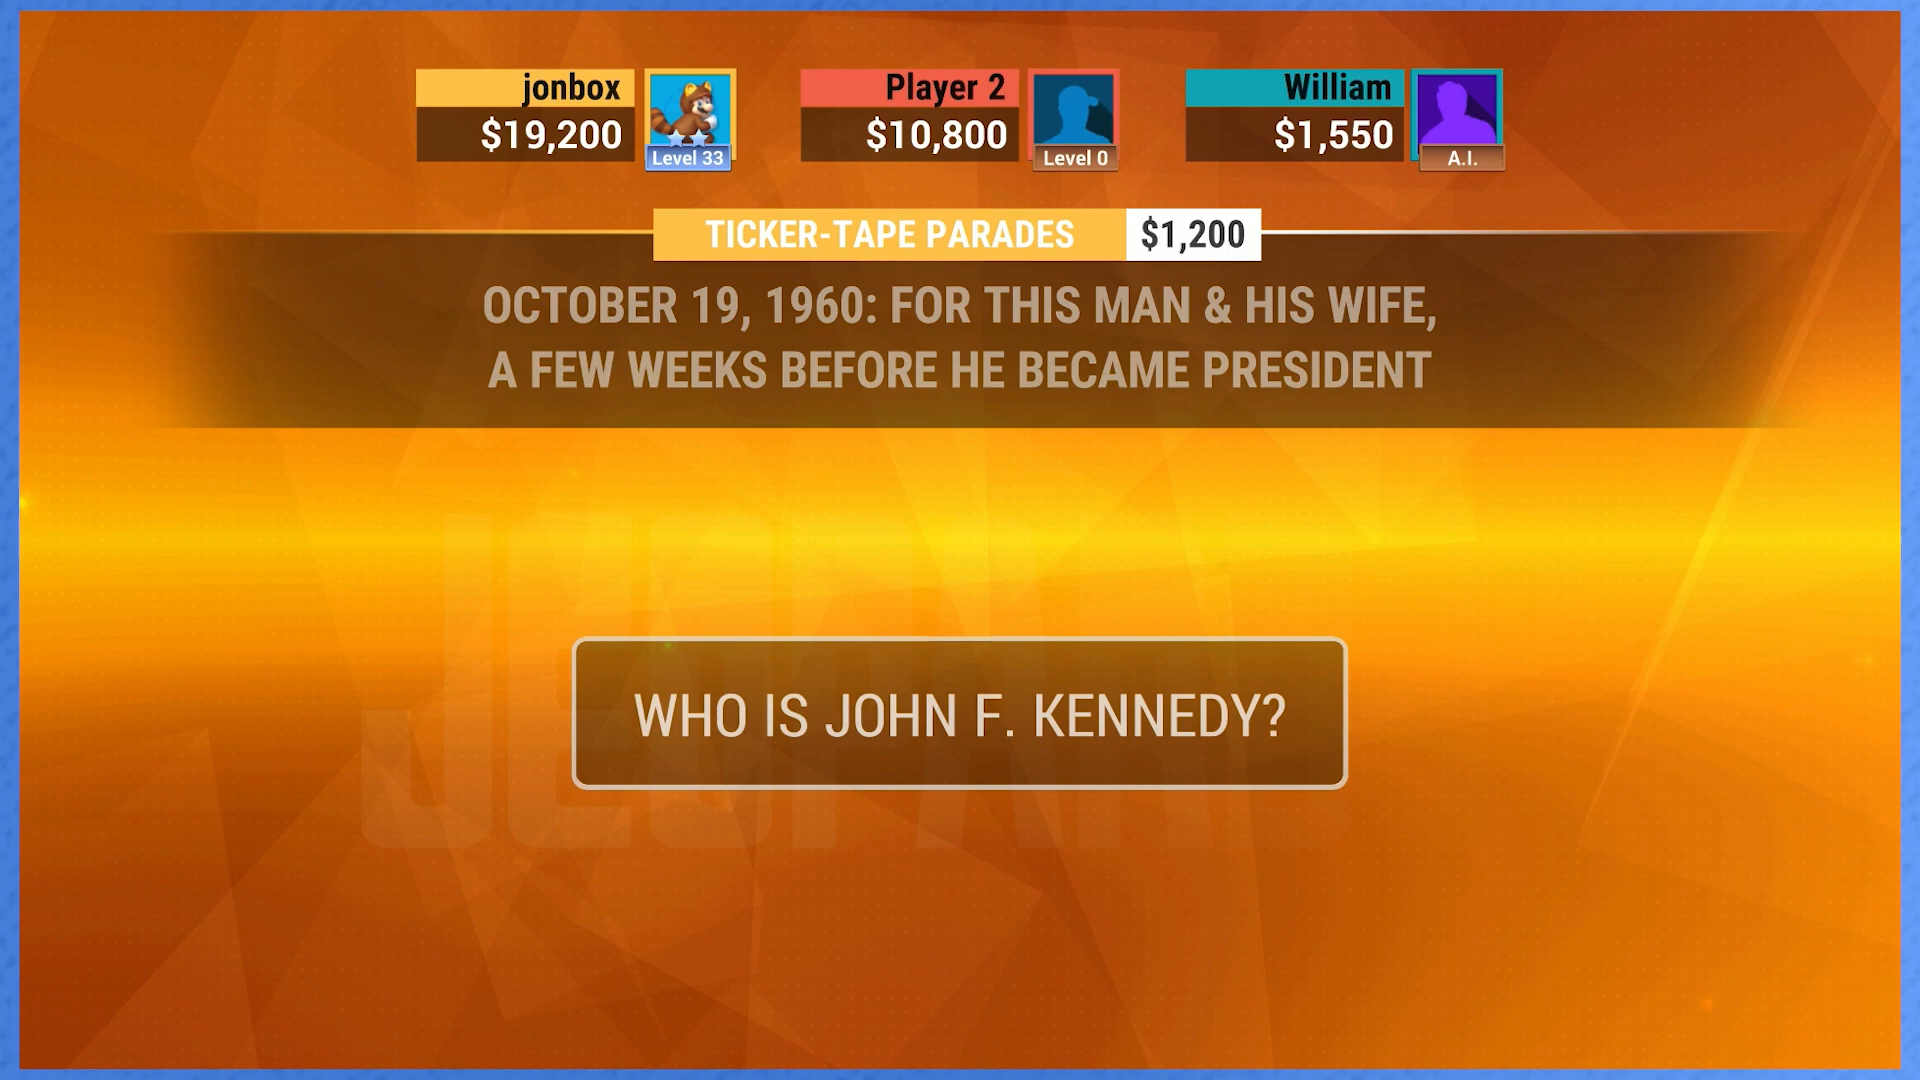 jonbox
$19,200
Level 33
Player 2
$10,800
Level 0
William
$1,550
A.I.
TICKER-TAPE PARADES $1,200
OCTOBER 19, 1960: FOR THIS MAN & HIS WIFE,
A FEW WEEKS BEFORE HE BECAME PRESIDENT
WHO IS JOHN F. KENNEDY?